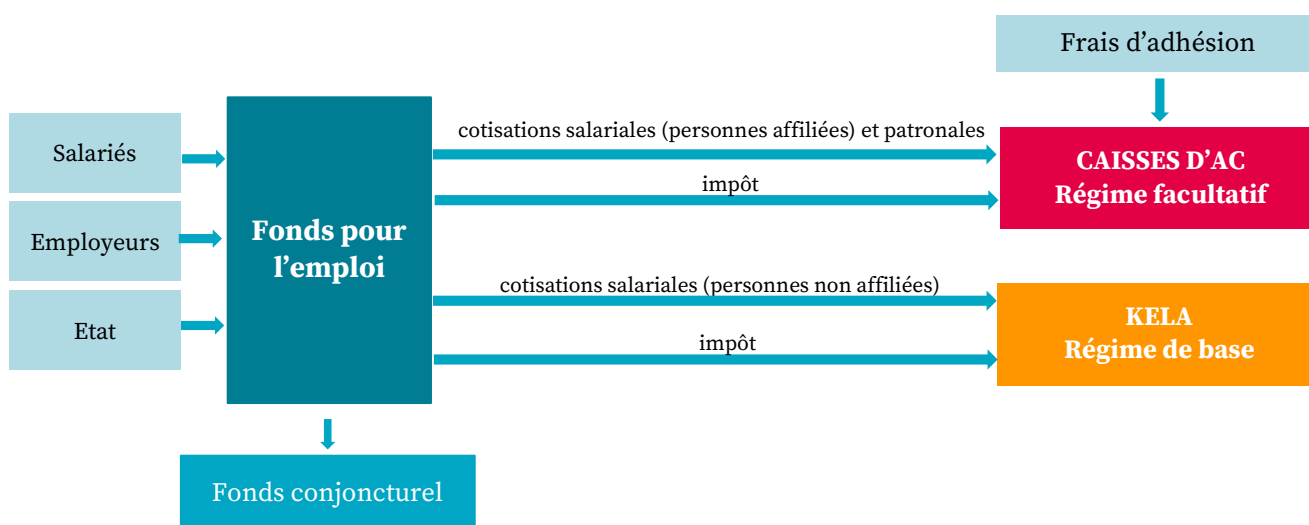 Frais d’adhésion
Salariés
Employeurs
Etat
Fonds pour
l’emploi
cotisations salariales (personnes affiliées) et patronales
impôt
CAISSES D’AC
Régime facultatif
cotisations salariales (personnes non affiliées)
impôt
KELA
Régime de base
Fonds conjoncturel